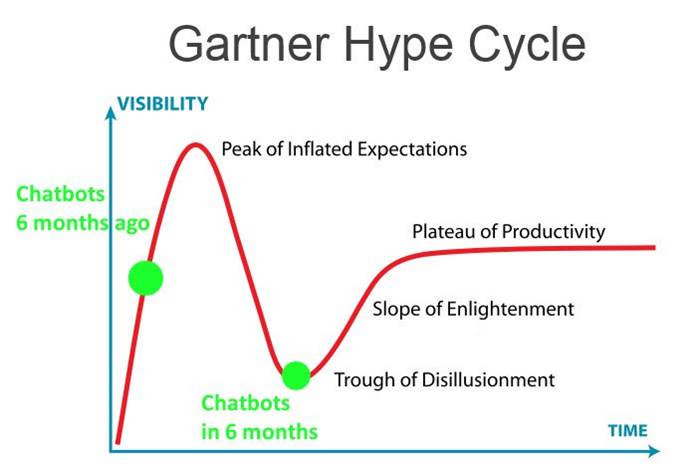 Gartner Hype Cycle
VISIBILITY
Peak of Inflated Expectations
Chatbots
6 months ago
Plateau of Productivity
Slope of Enlightenment
Trough of Disillusionment
Chatbots
in 6 months
TIME